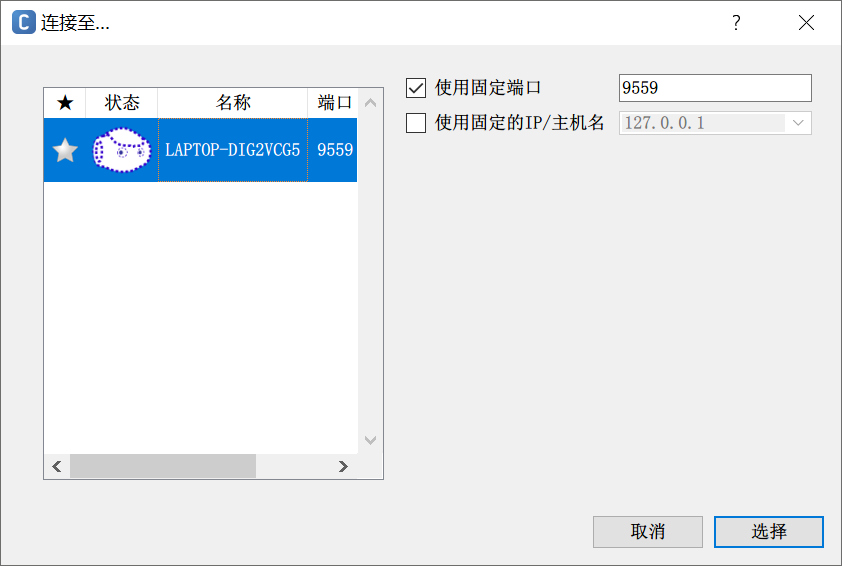 连接至...
★ 状态 名称 端口
LAPTOP-DIG2VCG5 9559
使用固定端口 9559
使用固定的IP/主机名 127.0.0.1
取消 选择